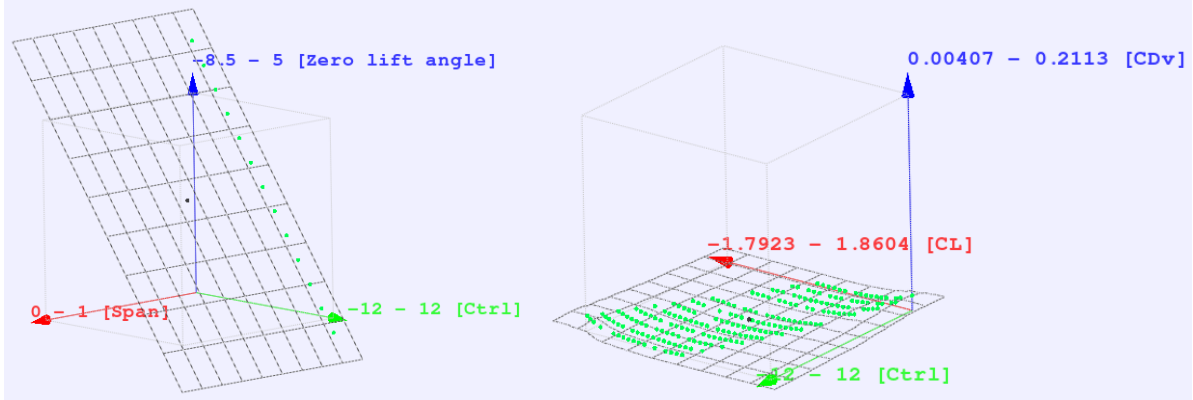 -8.5 - 5 [Zero lift angle]
0 - 1 [Span]
-12 - 12 [Ctrl]
0.00407 - 0.2113 [CDv]
-1.7923 - 1.8604 [CL]
-12 - 12 [Ctrl]